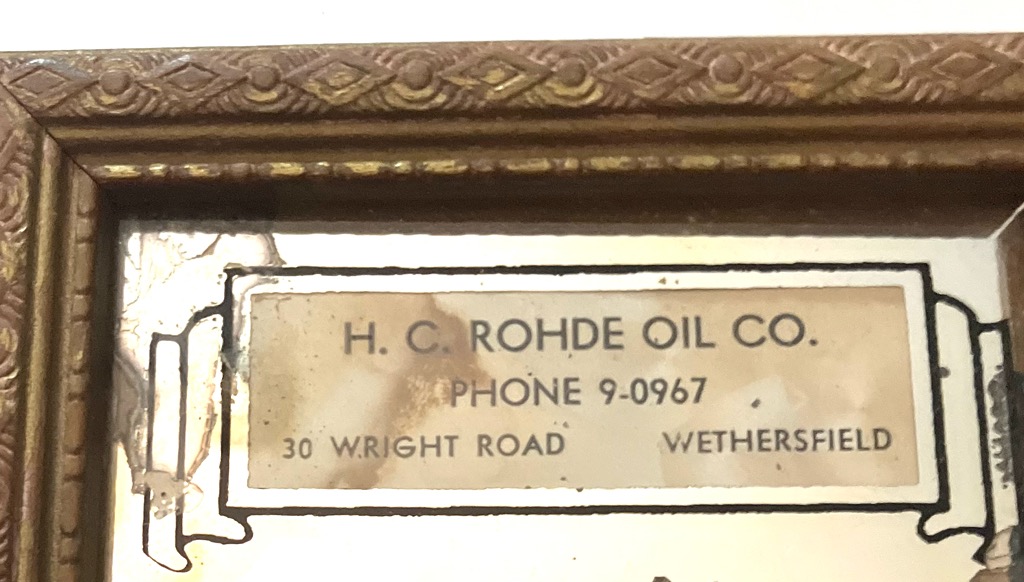 H. C. ROHDE OIL CO.
PHONE 9-0967
30 WRIGHT ROAD WETHERSFIELD